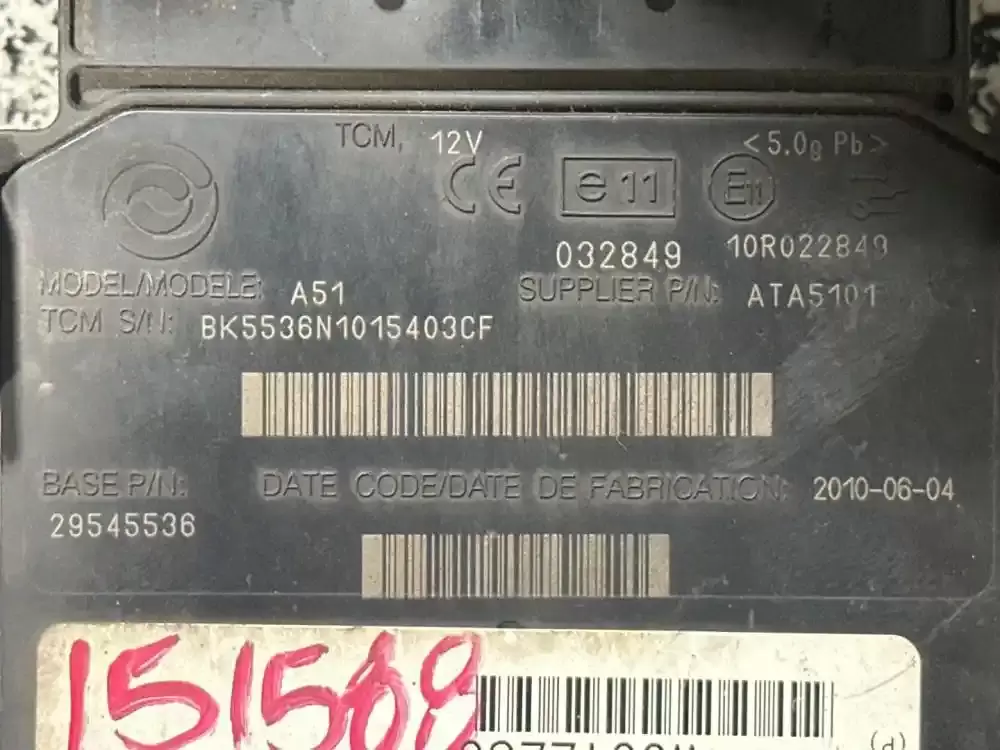 TCM, 12V <5.0g Pb>
CE e11 E11
032849 10R022849
MODEL/MODELE: A51 SUPPLIER P/N: ATA5101
TCM S/N: BK5536N1015403CF
BASE P/N: DATE CODE/DATE DE FABRICATION: 2010-06-04
29545536
(d)